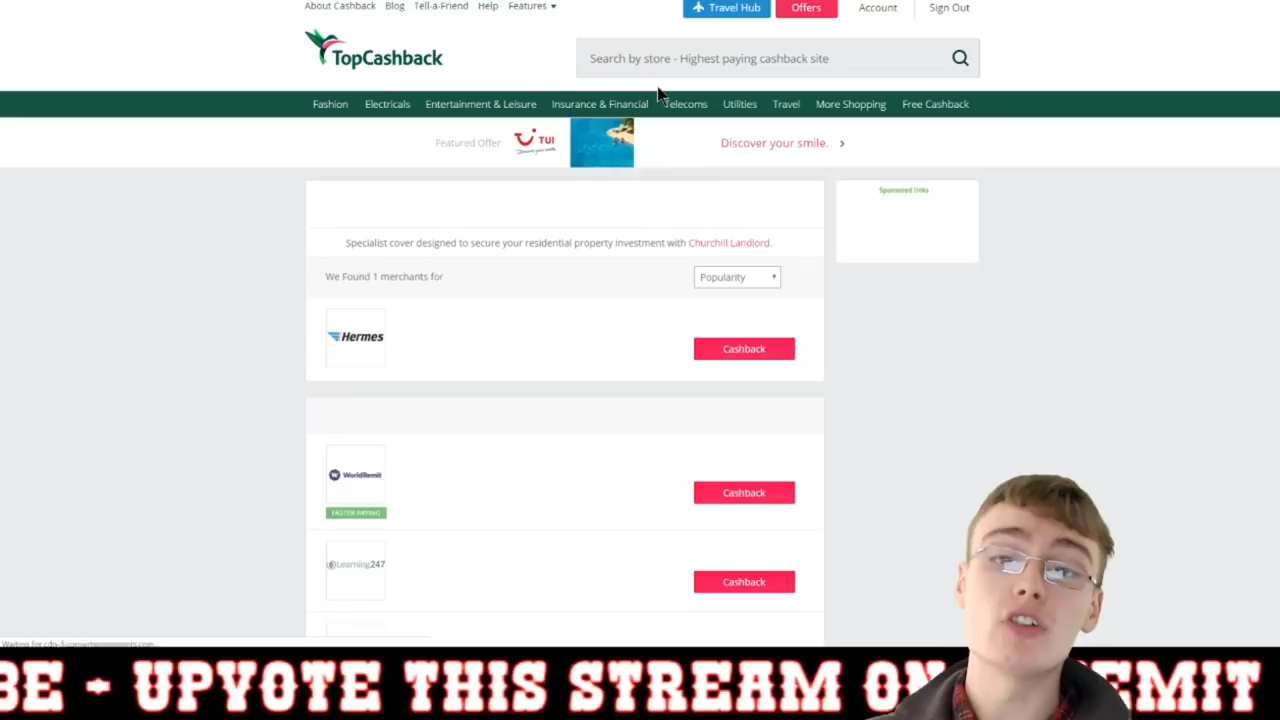 About Cashback Blog Tell-a-Friend Help Features Travel Hub Offers Account Sign Out
TopCashback
Search by store - Highest paying cashback site
Fashion Electricals Entertainment & Leisure Insurance & Financial Telecoms Utilities Travel More Shopping Free Cashback
Featured Offer TUI Discover your smile. >
Sponsored links
Specialist cover designed to secure your residential property investment with Churchill Landlord.
We Found 1 merchants for Popularity
Hermes
Cashback
WorldRemit
Cashback
FASTER PAYING
Learning247
Cashback
Waiting for
BE - UPVOTE THIS STREAM ON EMIT